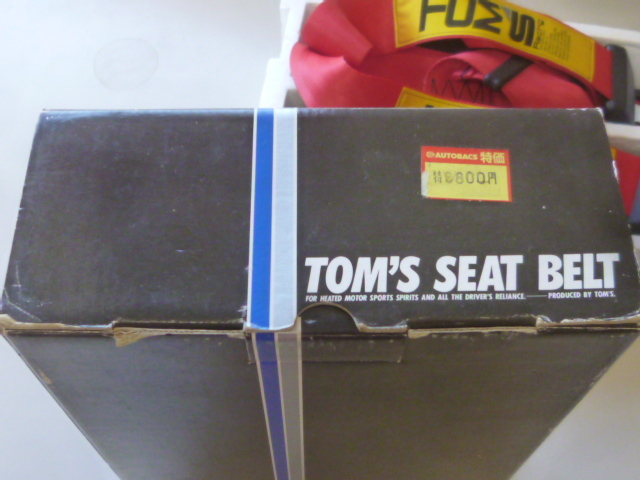 TOM'S
AUTOBACS 特価
TOM'S SEAT BELT
FOR HEATED MOTOR SPORTS SPIRITS AND ALL THE DRIVER'S RELIANCE. PRODUCED BY TOM'S.